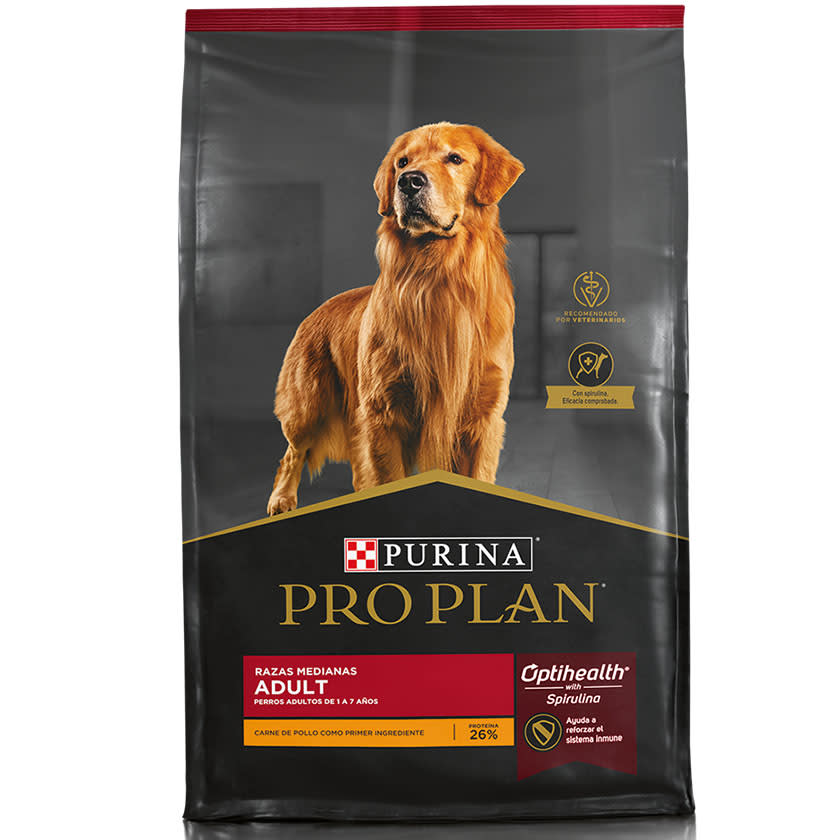 RECOMENDADO
POR VETERINARIOS
Con spirulina.
Eficacia comprobada.
PURINA®
PRO PLAN®
RAZAS MEDIANAS
ADULT
PERROS ADULTOS DE 1 A 7 AÑOS
CARNE DE POLLO COMO PRIMER INGREDIENTE
PROTEÍNA
26%
Optihealth®
with
Spirulina
Ayuda a
reforzar el
sistema inmune